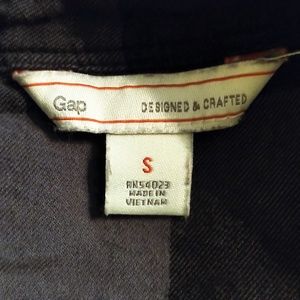 Gap DESIGNED & CRAFTED
S
RN54023
MADE IN
VIETNAM